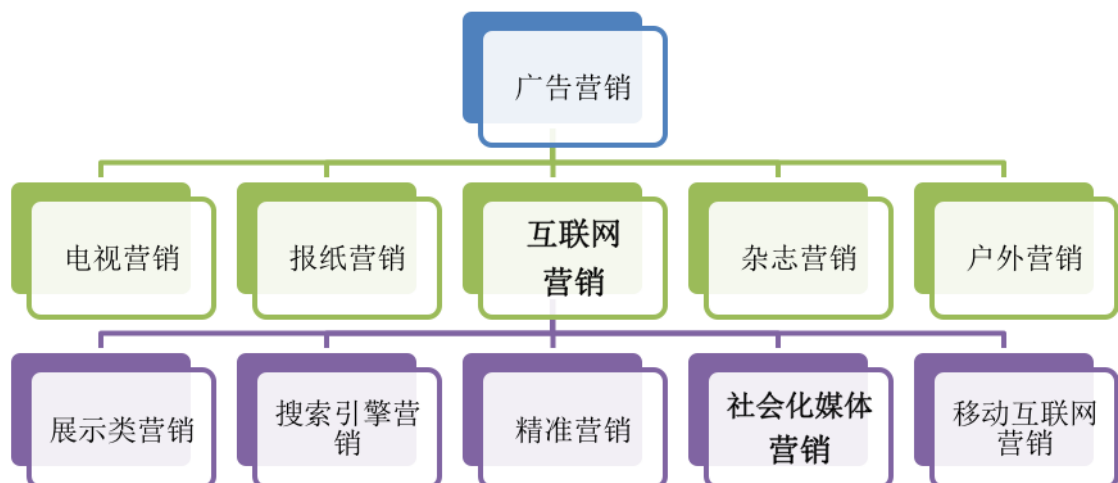 广告营销
电视营销
报纸营销
互联网
营销
杂志营销
户外营销
展示类营销
搜索引擎营
销
精准营销
社会化媒体
营销
移动互联网
营销